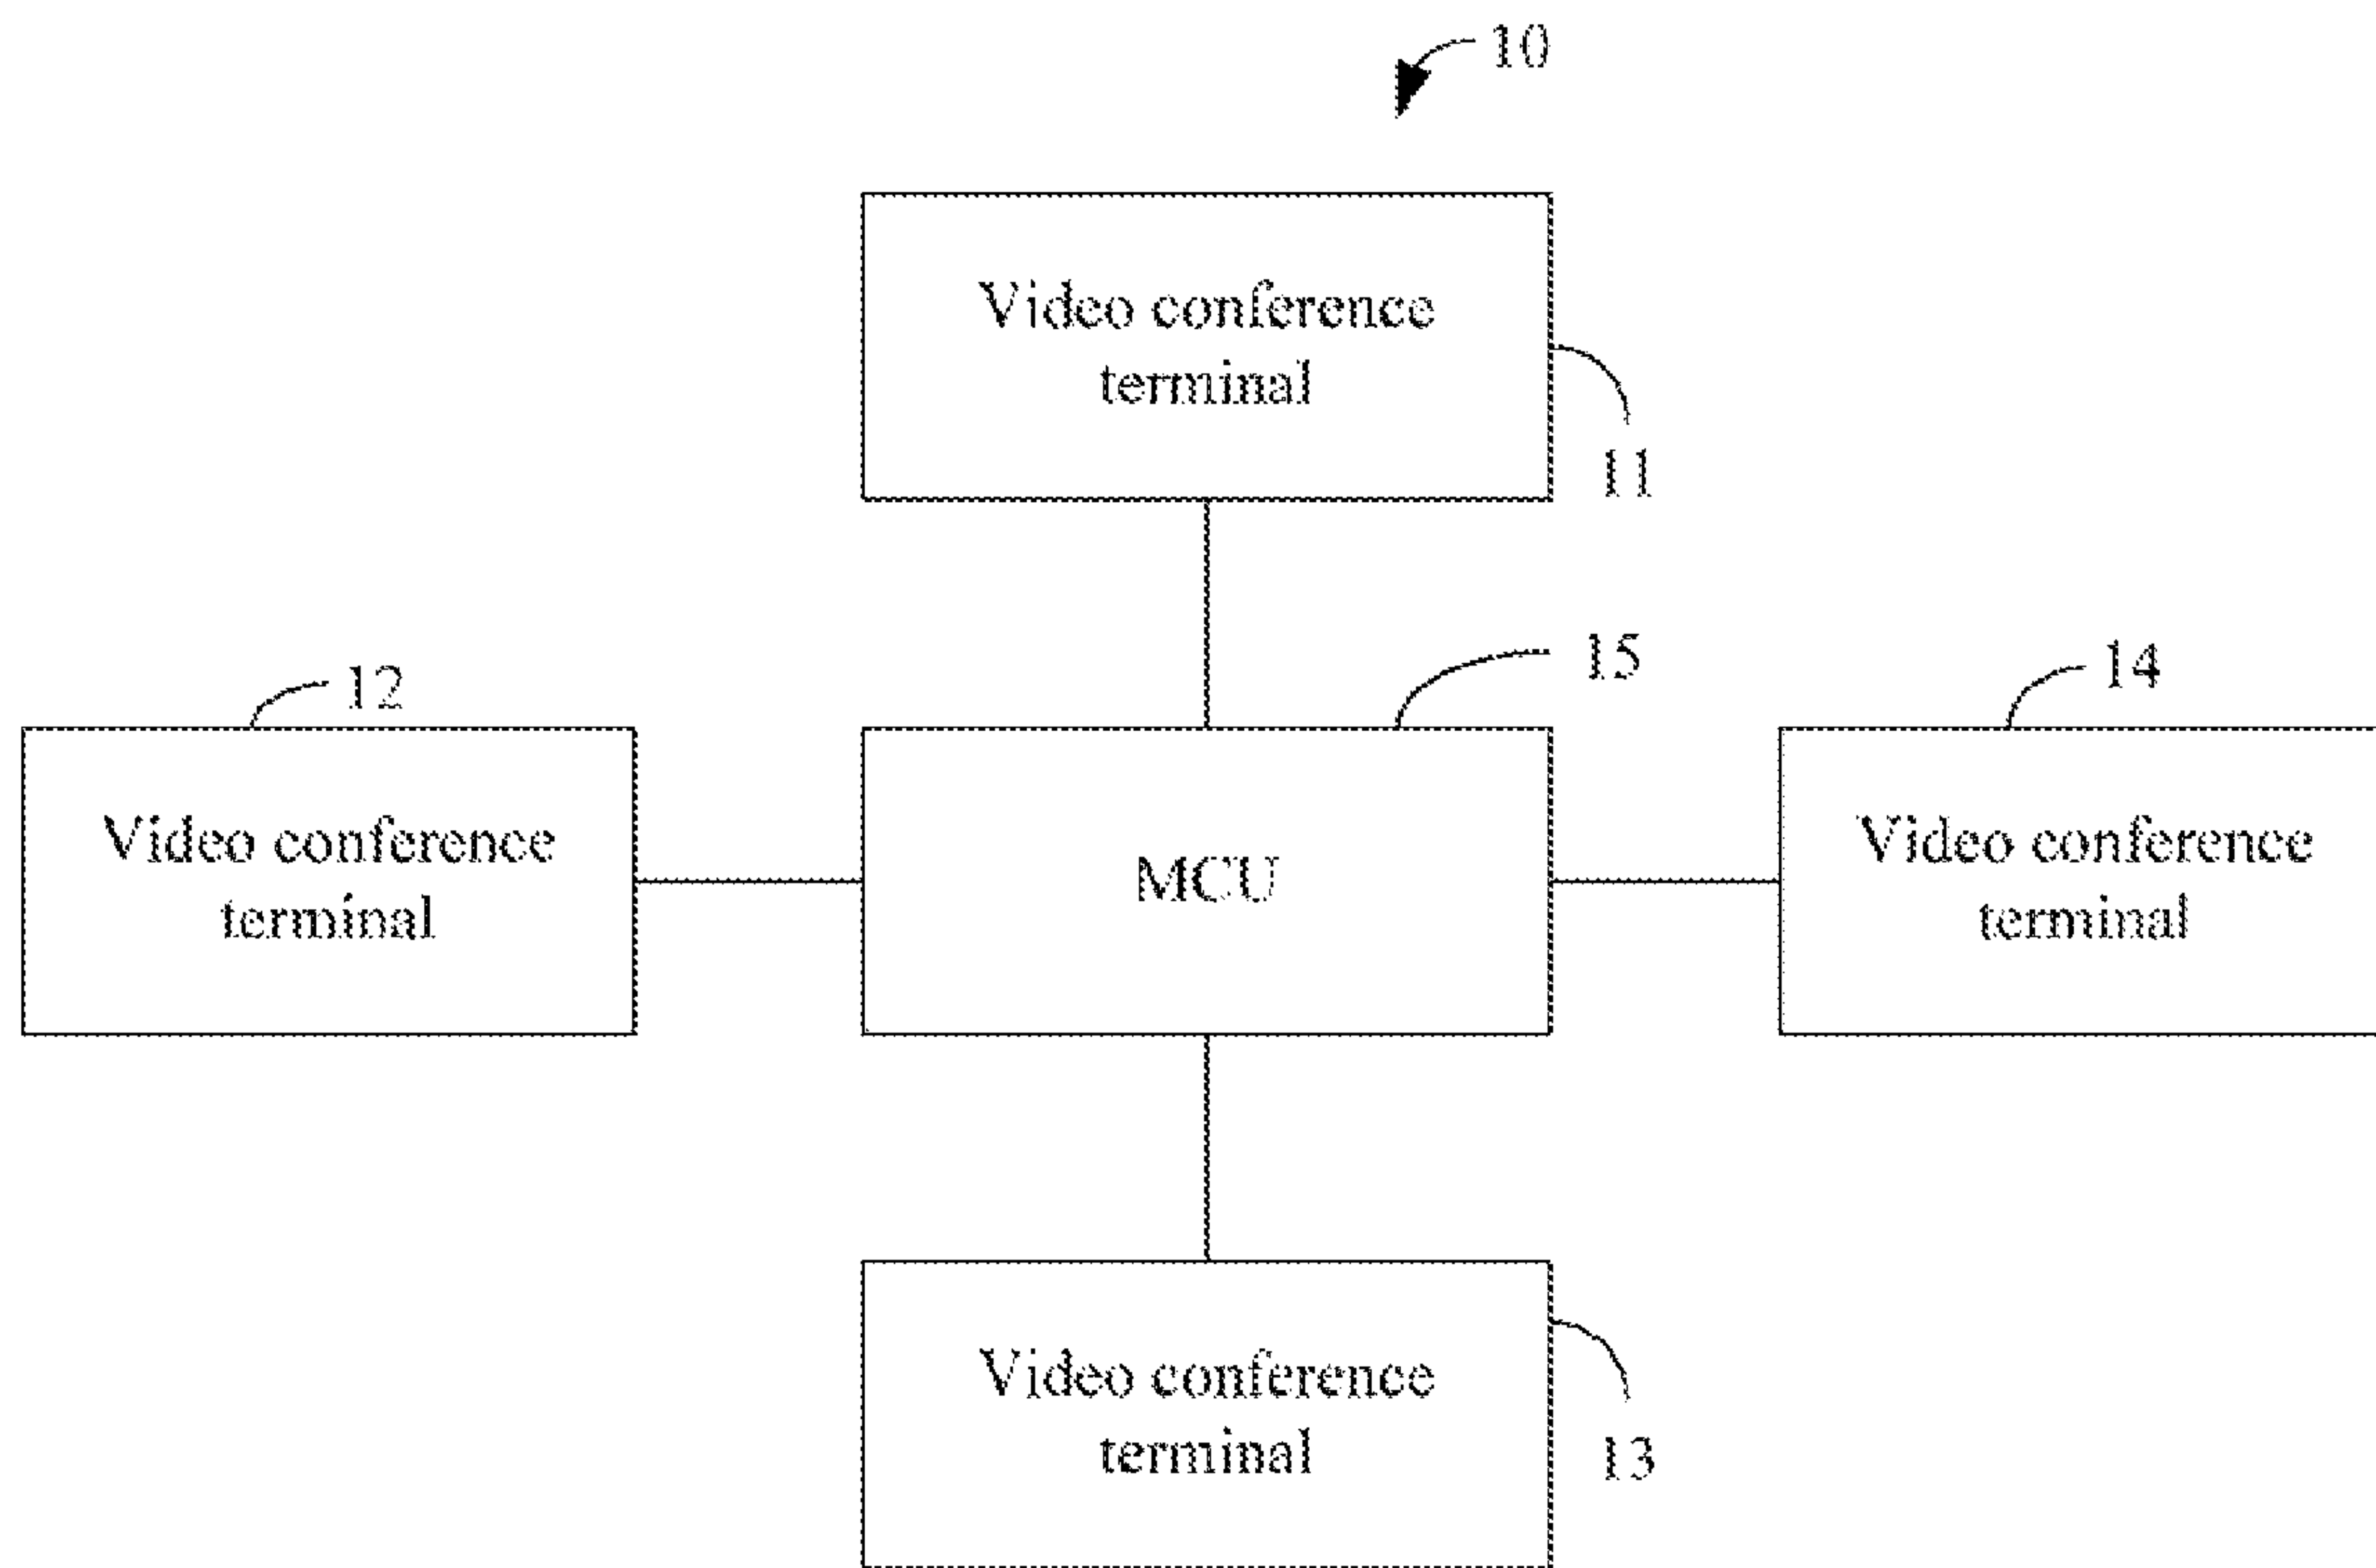 10
Video conference
terminal
11
12
15
14
Video conference
terminal
MCU
Video conference
terminal
Video conference
terminal
13